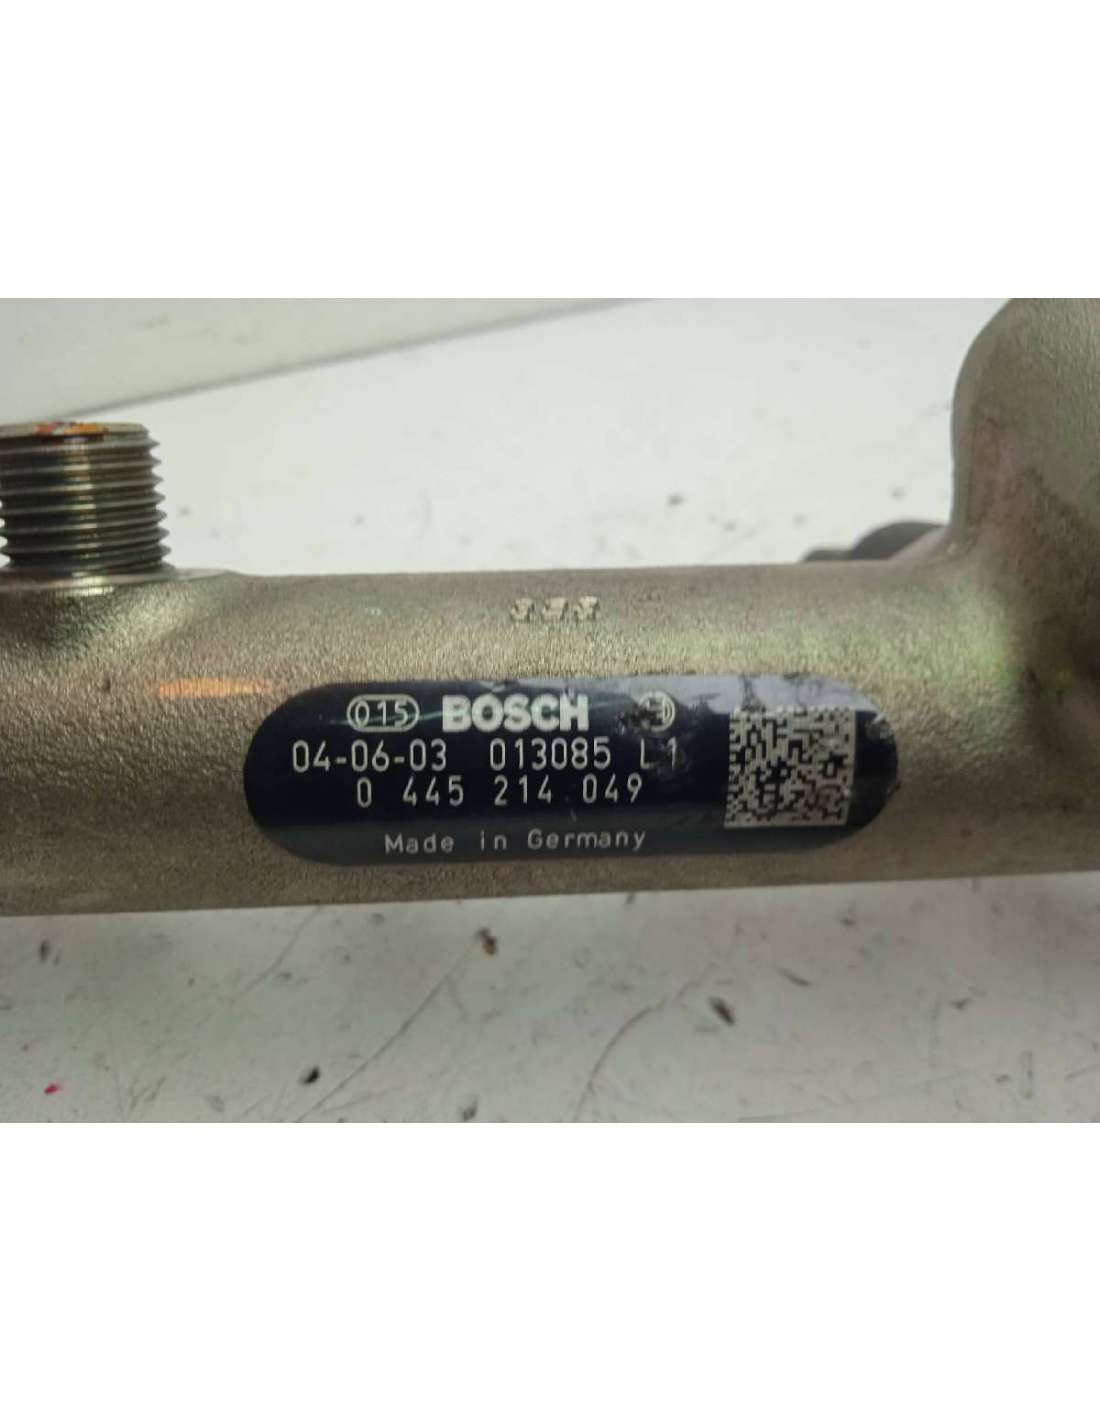 015 BOSCH
04-06-03 013085 L1
0 445 214 049
Made in Germany